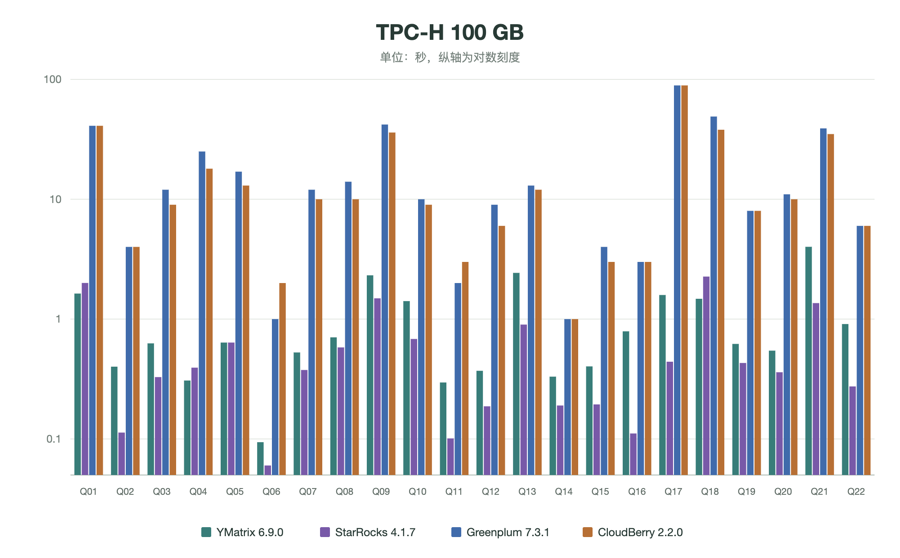 TPC-H 100 GB
单位：秒，纵轴为对数刻度
100
10
1
0.1
Q01 Q02 Q03 Q04 Q05 Q06 Q07 Q08 Q09 Q10 Q11 Q12 Q13 Q14 Q15 Q16 Q17 Q18 Q19 Q20 Q21 Q22
YMatrix 6.9.0 StarRocks 4.1.7 Greenplum 7.3.1 CloudBerry 2.2.0